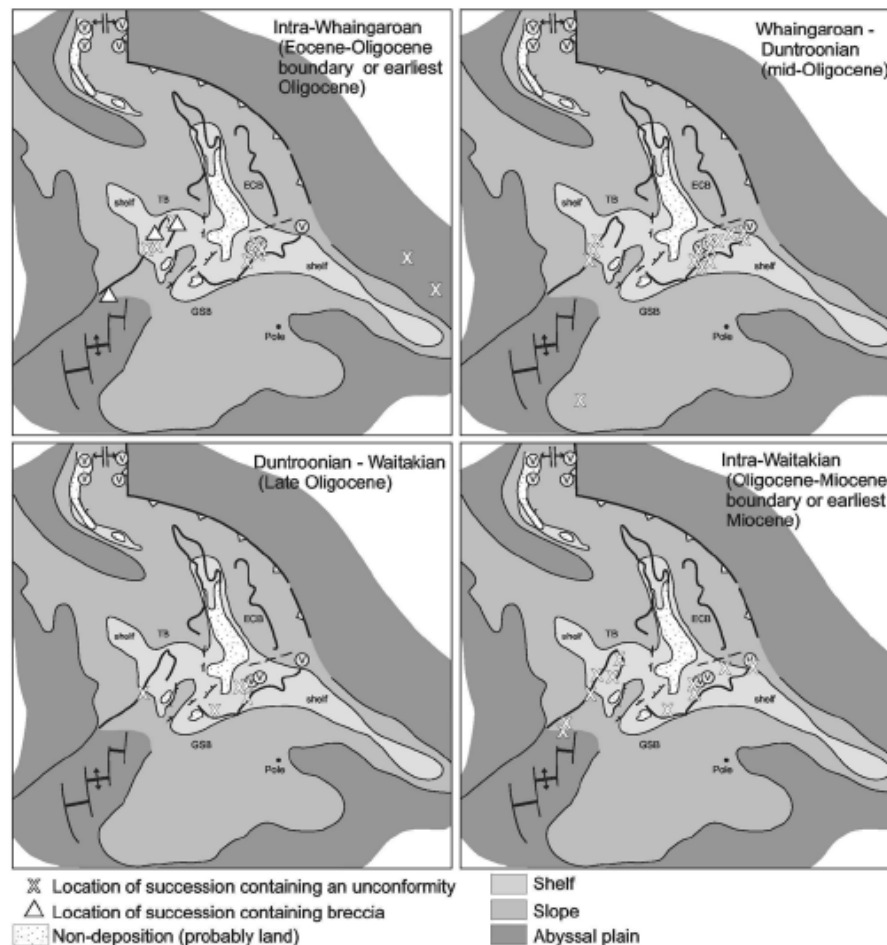 Intra-Whaingaroan
(Eocene-Oligocene
boundary or earliest
Oligocene)
V V
V V
shelf
TB
ECB
V
V V
shelf
GSB
Pole
X
X
Whaingaroan -
Duntroonian
(mid-Oligocene)
V V
V V
shelf
TB
ECB
V
shelf
GSB
Pole
X
Duntroonian - Waitakian
(Late Oligocene)
V V
V V
shelf
TB
ECB
V
V V
shelf
GSB
Pole
Intra-Waitakian
(Oligocene-Miocene
boundary or earliest
Miocene)
V V
V V
shelf
TB
ECB
V
V V
shelf
GSB
Pole
X Location of succession containing an unconformity
Location of succession containing breccia
Non-deposition (probably land)
Shelf
Slope
Abyssal plain